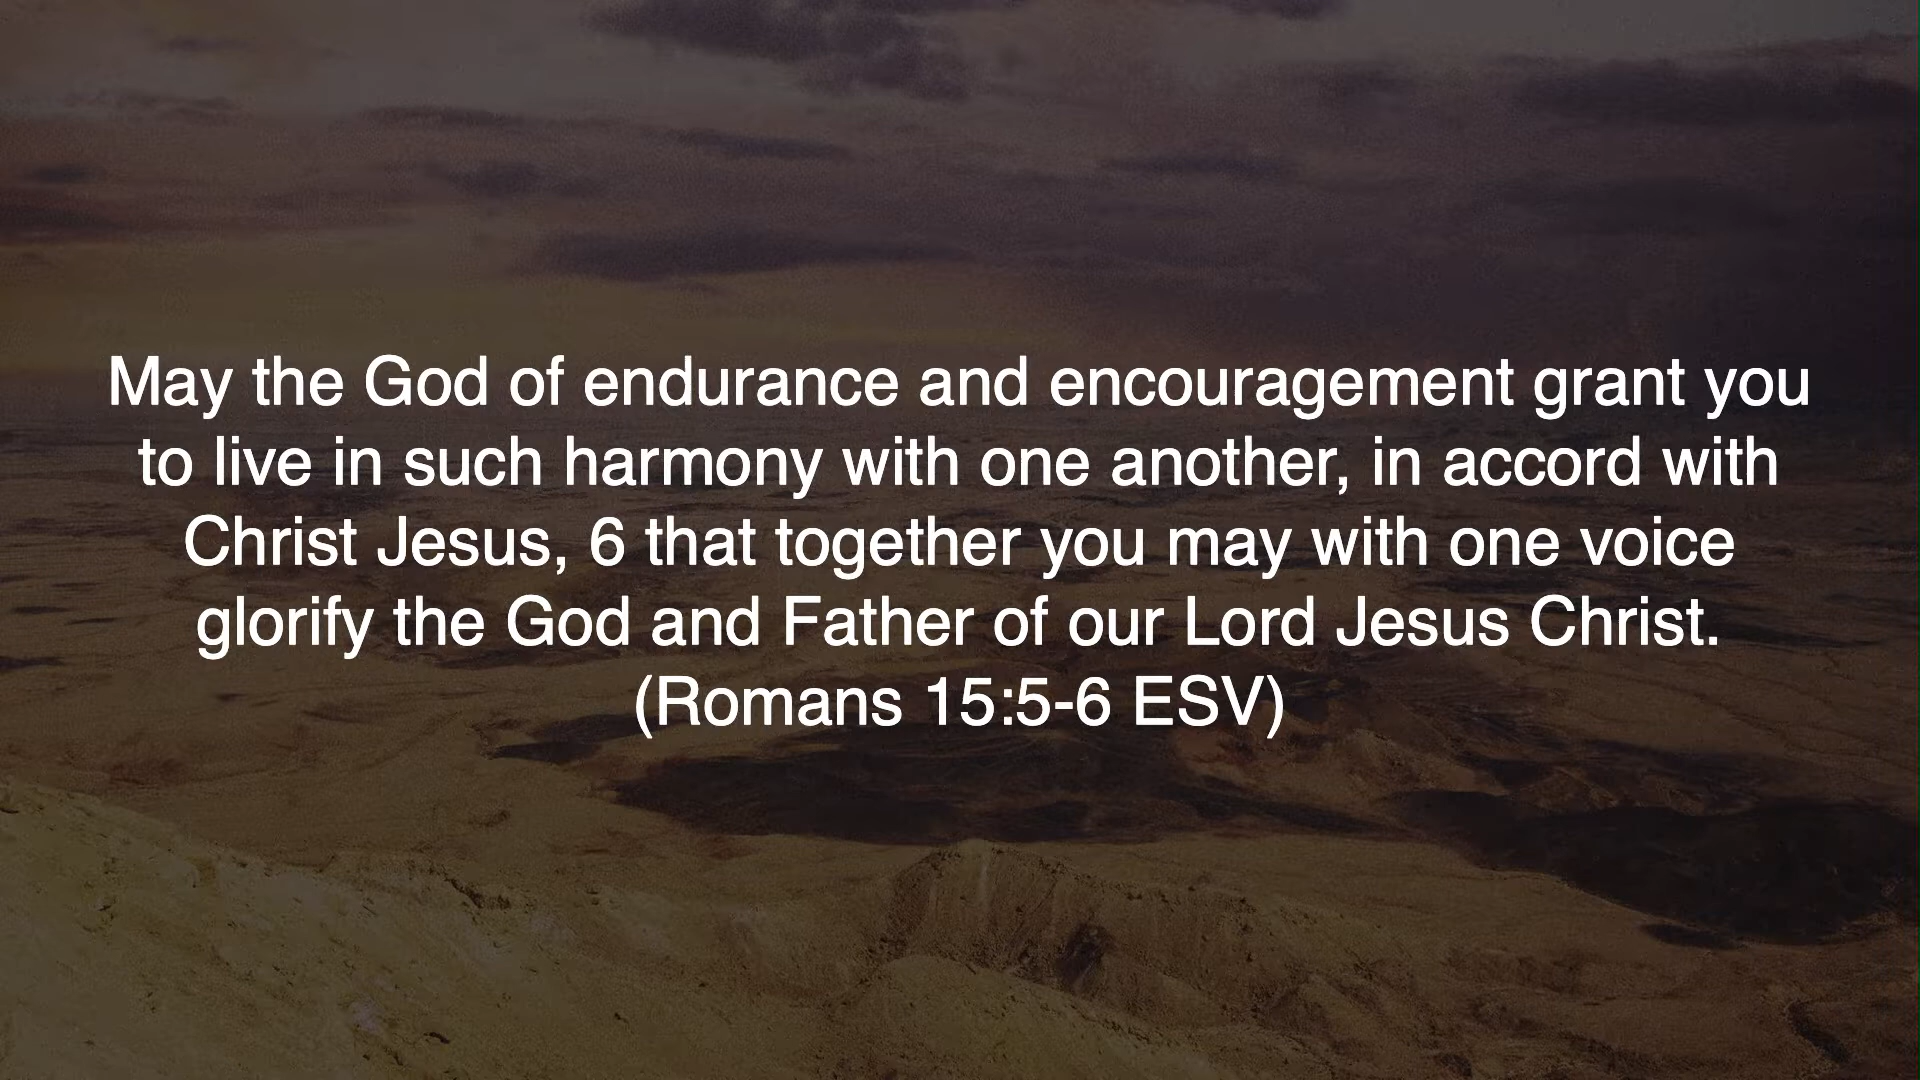 May the God of endurance and encouragement grant you
to live in such harmony with one another, in accord with
Christ Jesus, 6 that together you may with one voice
glorify the God and Father of our Lord Jesus Christ.
(Romans 15:5-6 ESV)